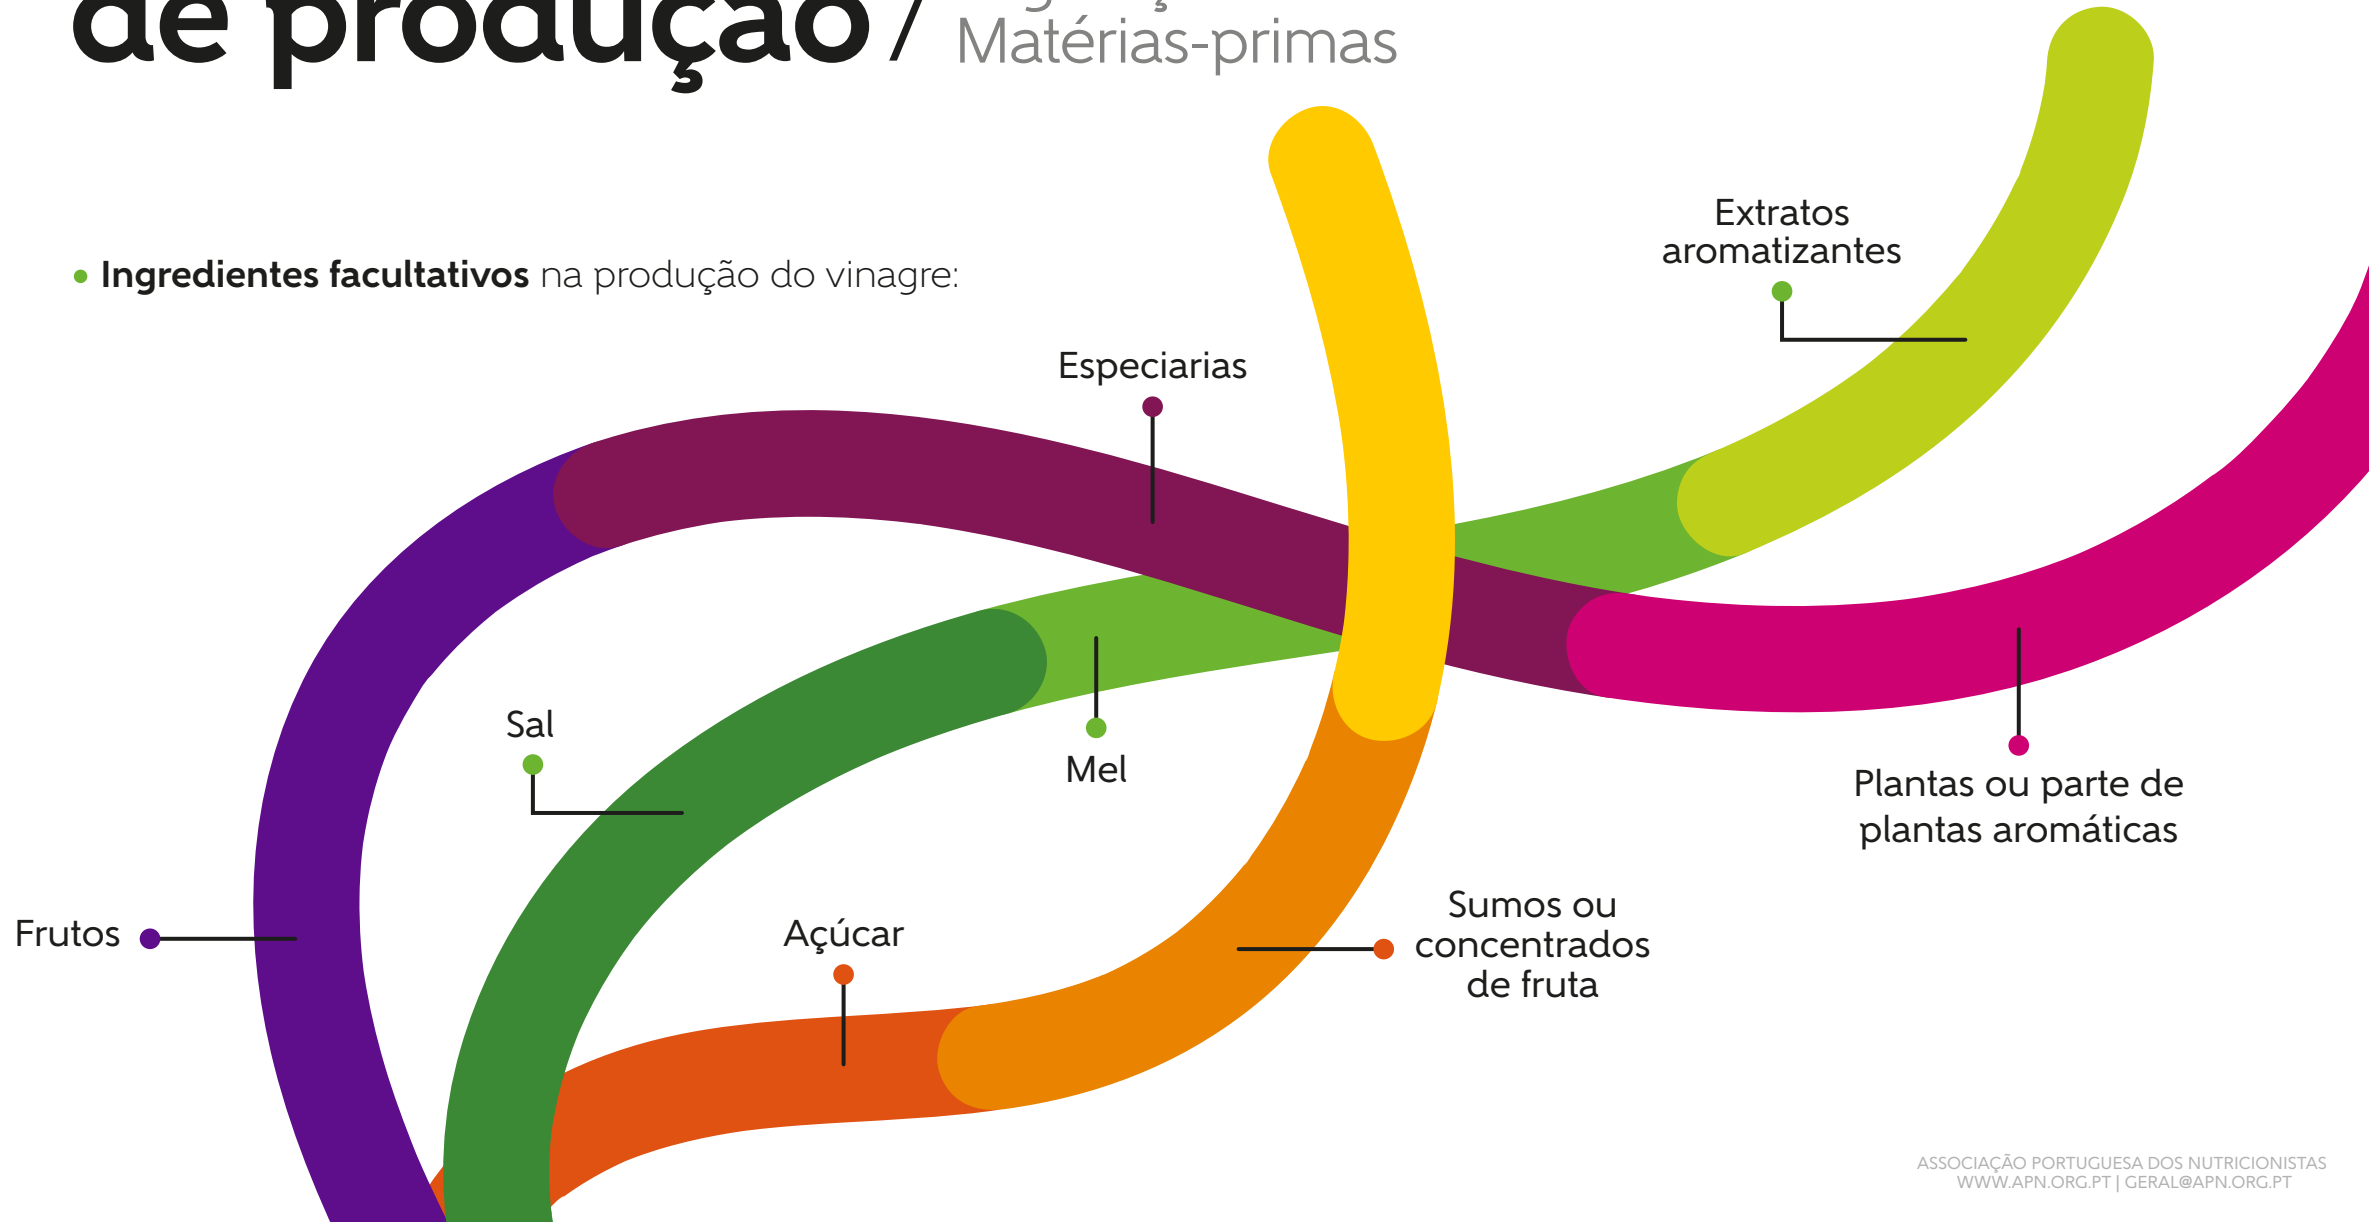 de produção/
Matérias-primas
• Ingredientes facultativos na produção do vinagre:
Extratos
aromatizantes
Especiarias
Sal
Mel
Plantas ou parte de
plantas aromáticas
Frutos
Açúcar
Sumos ou
concentrados
de fruta
ASSOCIAÇÃO PORTUGUESA DOS NUTRICIONISTAS
WWW.APN.ORG.PT | GERAL@APN.ORG.PT